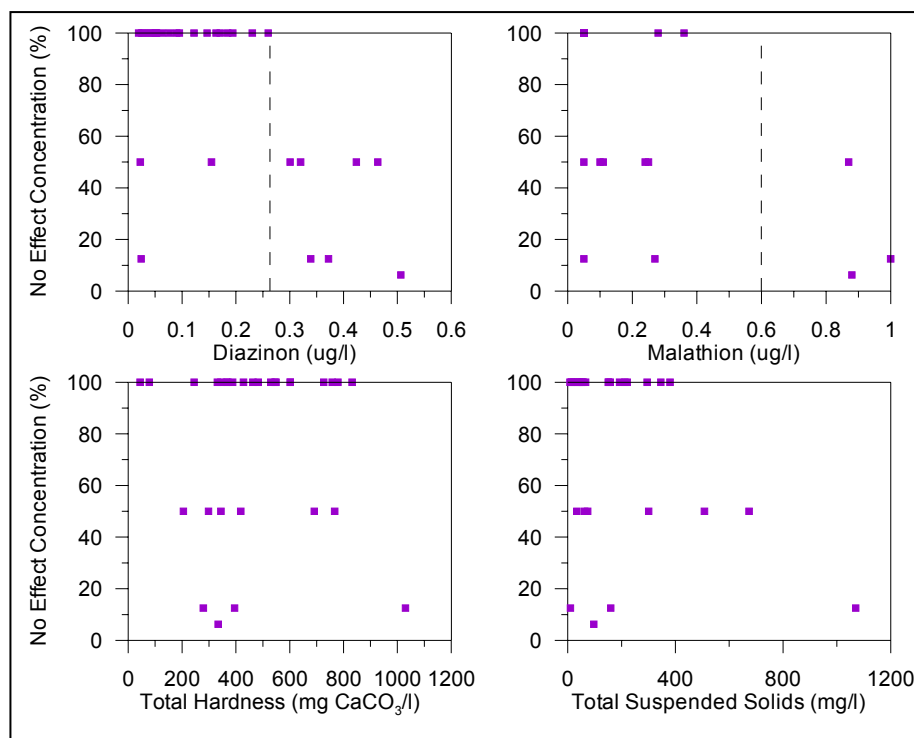 No Effect Concentration (%)
100
80
60
40
20
0
0 0.1 0.2 0.3 0.4 0.5 0.6
Diazinon (ug/l)
100
80
60
40
20
0
0 0.2 0.4 0.6 0.8 1
Malathion (ug/l)
No Effect Concentration (%)
100
80
60
40
20
0
0 200 400 600 800 1000 1200
Total Hardness (mg CaCO₃/l)
100
80
60
40
20
0
0 400 800 1200
Total Suspended Solids (mg/l)